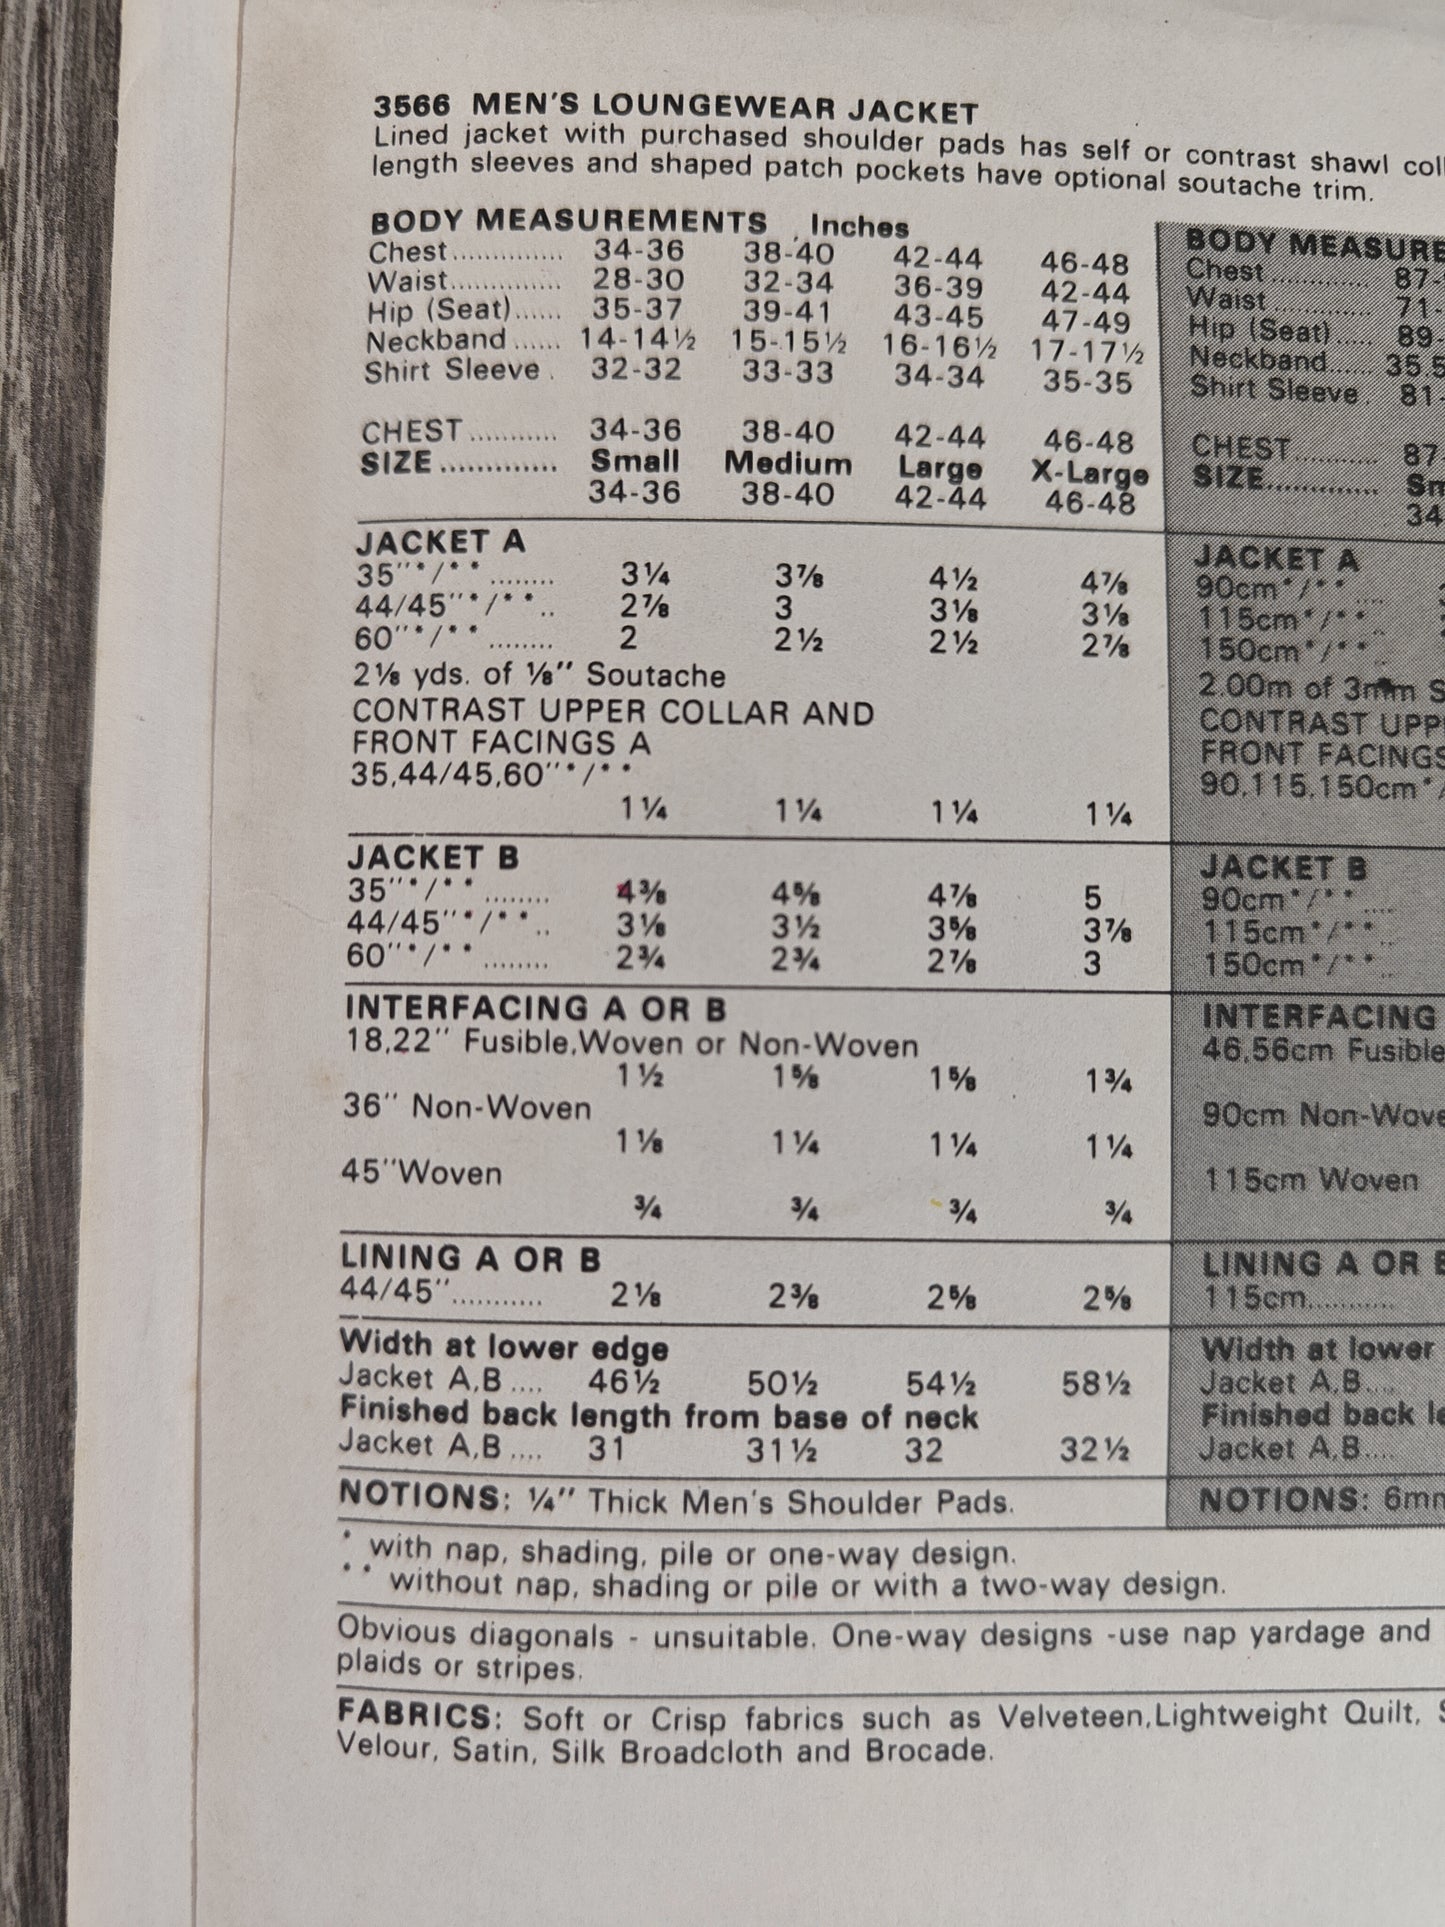 3566 MEN'S LOUNGEWEAR JACKET
Lined jacket with purchased shoulder pads has self or contrast shawl
length sleeves and shaped patch pockets have optional soutache trim.
BODY MEASUREMENTS Inches
Chest.............. 34-36 38-40 42-44 46-48
Waist.............. 28-30 32-34 36-39 42-44
Hip (Seat)...... 35-37 39-41 43-45 47-49
Neckband ...... 14-14½ 15-15½ 16-16½ 17-17½
Shirt Sleeve . 32-32 33-33 34-34 35-35
CHEST ........... 34-36 38-40 42-44 46-48
SIZE ............. Small Medium Large X-Large
34-36 38-40 42-44 46-48
JACKET A
35"*/** ........ 3¼ 3⅞ 4½ 4⅞
44/45"*/**.. 2⅞ 3 3⅛ 3⅛
60"*/** ........ 2 2½ 2½ 2⅞
2⅛ yds. of ⅛" Soutache
CONTRAST UPPER COLLAR AND
FRONT FACINGS A
35,44/45,60"*/**
1¼ 1¼ 1¼ 1¼
JACKET B
35"*/** ........ 4⅜ 4⅝ 4⅞ 5
44/45"*/**.. 3⅛ 3½ 3⅝ 3⅞
60"*/** ........ 2¾ 2¾ 2⅞ 3
INTERFACING A OR B
18,22" Fusible,Woven or Non-Woven
1½ 1⅝ 1⅝ 1¾
36" Non-Woven
1⅛ 1¼ 1¼ 1¼
45"Woven
¾ ¾ ¾ ¾
LINING A OR B
44/45"........... 2⅛ 2⅜ 2⅝ 2⅝
Width at lower edge
Jacket A,B .... 46½ 50½ 54½ 58½
Finished back length from base of neck
Jacket A,B .... 31 31½ 32 32½
NOTIONS: ¼" Thick Men's Shoulder Pads.
BODY
Chest.............. 87-
Waist.............. 71-
Hip (Seat)..... 89-
Neckband..... 35.5
Shirt Sleeve. 81-
CHEST........... 87
SIZE.............
34
JACKET A
90cm*/** ....
115cm*/**..
150cm*/**..
2.00m of 3mm
CONTRAST
FRONT FACINGS
90,115,150cm*/
JACKET B
90cm*/** ....
115cm*/**..
150cm*/**..
INTERFACING
46,56cm Fusible
90cm
115cm Woven
LINING A OR
115cm...........
Width at lower
Jacket A,B....
Finished back
Jacket A,B....
NOTIONS:
* with nap, shading, pile or one-way design.
** without nap, shading or pile or with a two-way design.
Obvious diagonals - unsuitable. One-way designs -use nap yardage and
plaids or stripes.
FABRICS: Soft or Crisp fabrics such as Velveteen,Lightweight Quilt,
Velour, Satin, Silk Broadcloth and Brocade.